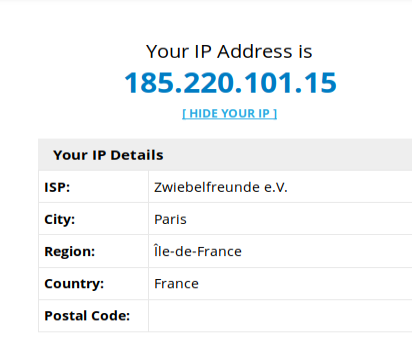 Your IP Address is
185.220.101.15
[ HIDE YOUR IP ]
Your IP Details
ISP: Zwiebelfreunde e.V.
City: Paris
Region: Île-de-France
Country: France
Postal Code: